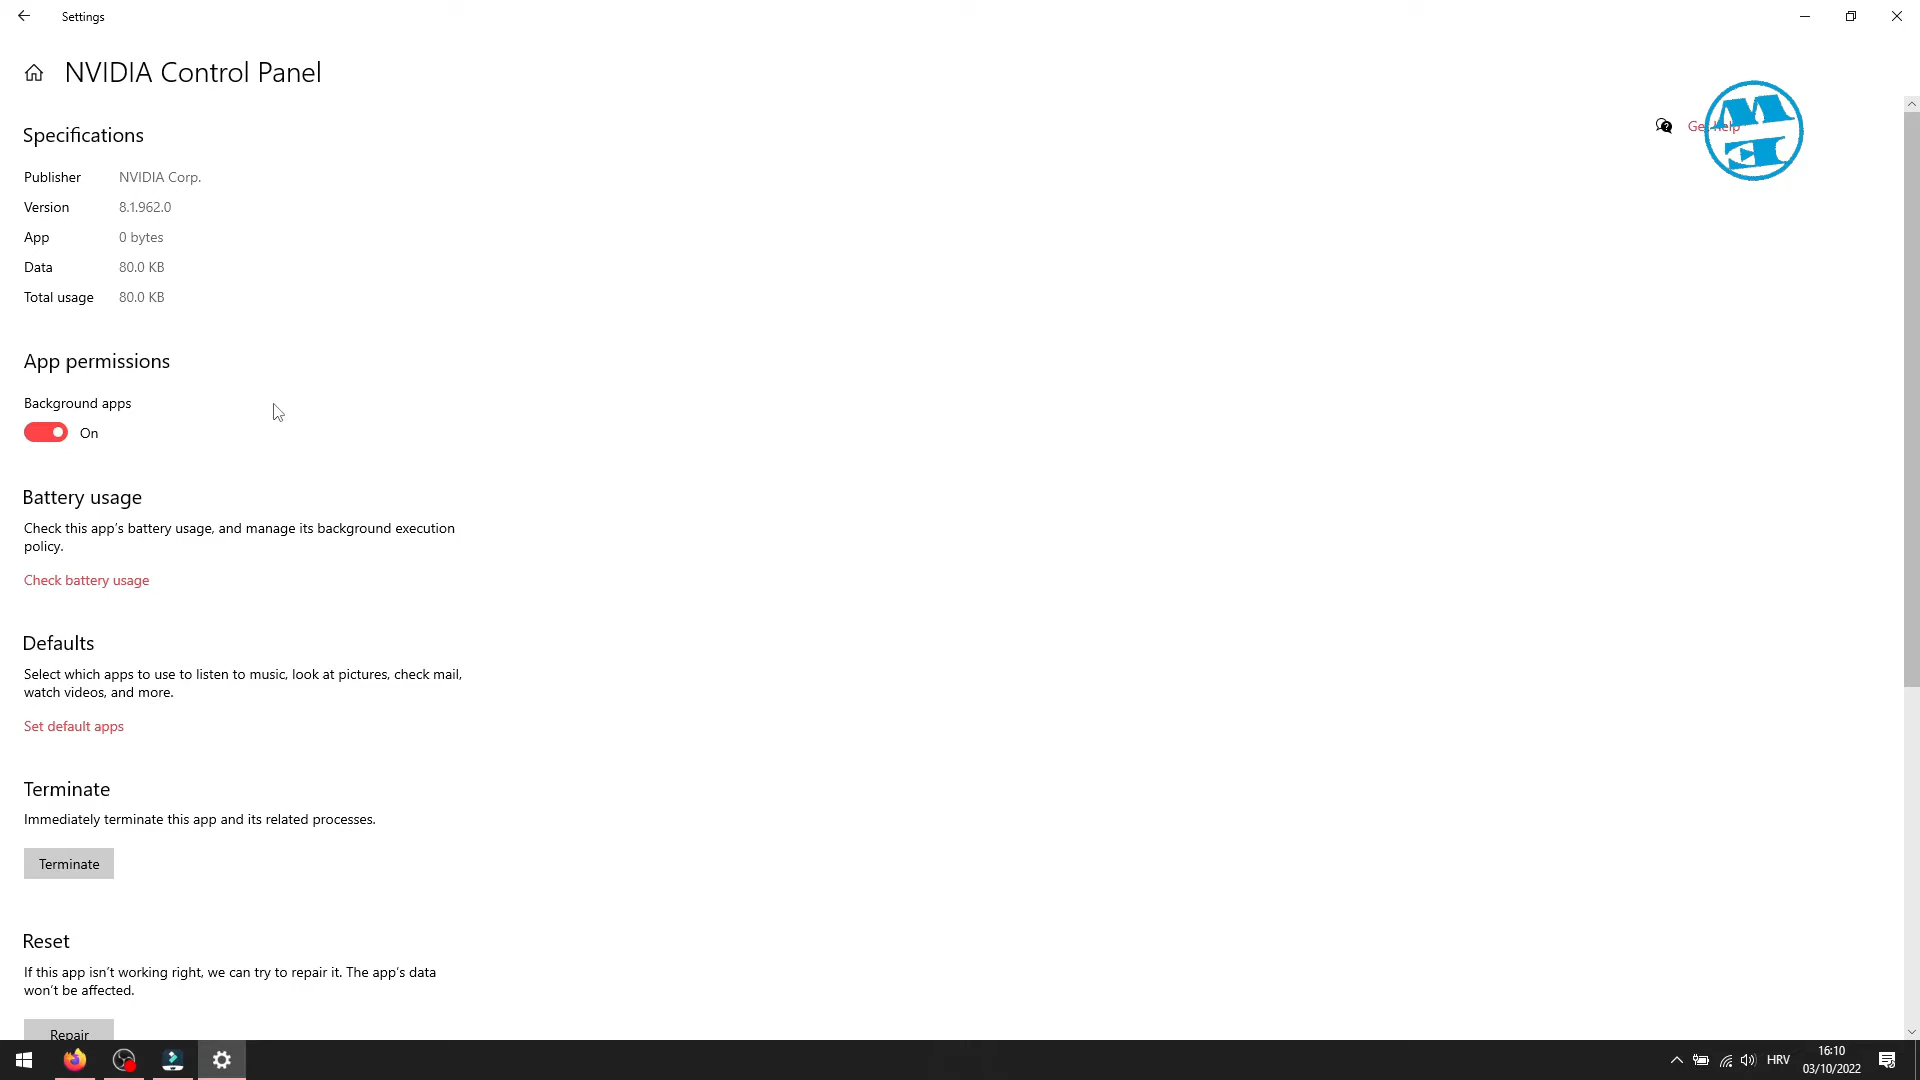 Settings
NVIDIA Control Panel
Specifications
Get help
Publisher NVIDIA Corp.
Version 8.1.962.0
App 0 bytes
Data 80.0 KB
Total usage 80.0 KB
App permissions
Background apps
On
Battery usage
Check this app's battery usage, and manage its background execution
policy.
Check battery usage
Defaults
Select which apps to use to listen to music, look at pictures, check mail,
watch videos, and more.
Set default apps
Terminate
Immediately terminate this app and its related processes.
Terminate
Reset
If this app isn't working right, we can try to repair it. The app's data
won't be affected.
Repair
HRV
16:10
03/10/2022